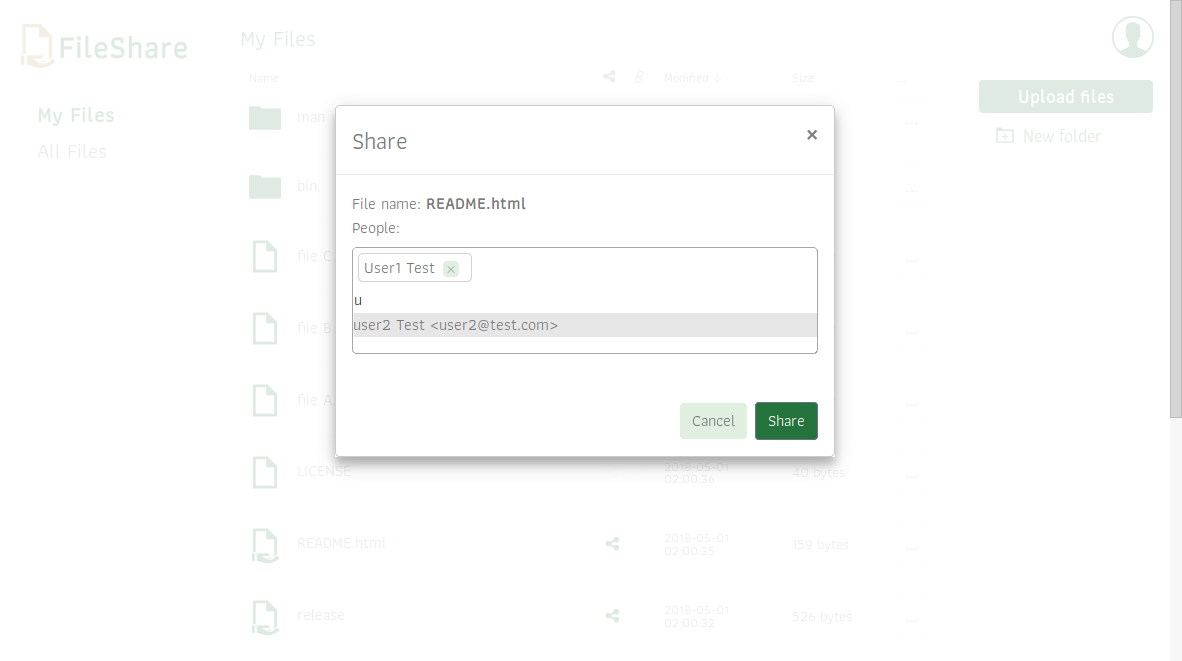 FileShare
My Files
All Files
My Files
Name Modified ↓ Size ...
man ...
bin ...
file C. ...
file B. ...
file A. ...
LICENSE 2018-05-01 02:00:36 40 bytes ...
README.html 2018-05-01 02:00:35 159 bytes ...
release 2018-05-01 02:00:32 526 bytes ...
Upload files
New folder
Share ×
File name: README.html
People:
User1 Test ×
u
user2 Test <user2@test.com>
Cancel Share